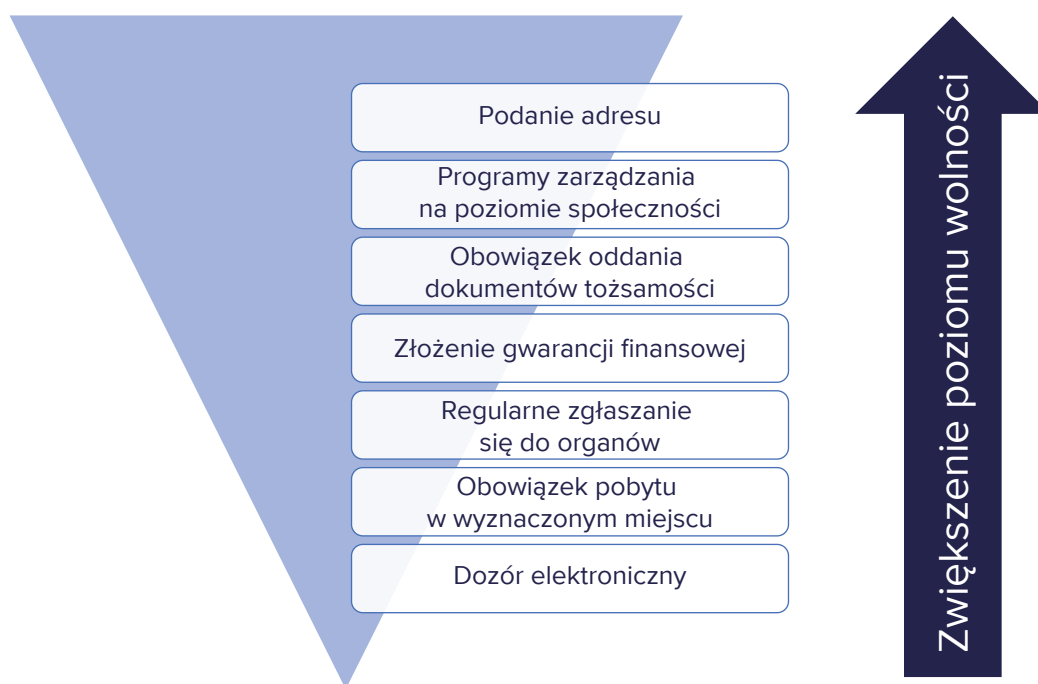 Podanie adresu
Programy zarządzania
na poziomie społeczności
Obowiązek oddania
dokumentów tożsamości
Złożenie gwarancji finansowej
Regularne zgłaszanie
się do organów
Obowiązek pobytu
w wyznaczonym miejscu
Dozór elektroniczny
Zwiększenie poziomu wolności